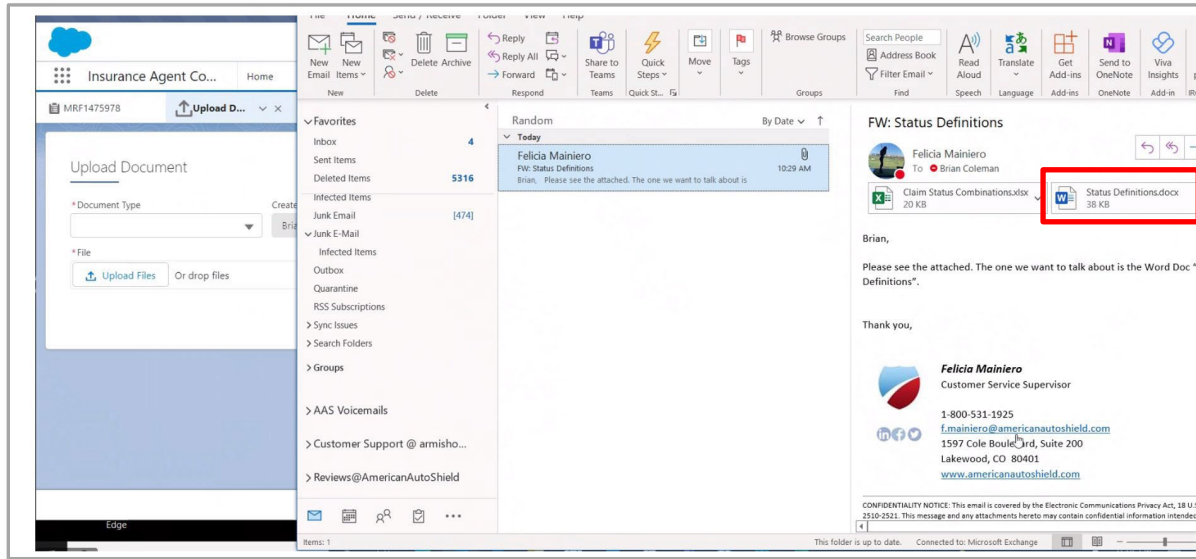 File Home Send / Receive Folder View Help
Insurance Agent Co... Home
MRF1475978 Upload D...
Upload Document
*Document Type
Create
Bria
*File
Upload Files Or drop files
Edge
New Email
New Items
New
Delete
Archive
Delete
Reply
Reply All
Forward
Respond
Share to Teams
Teams
Quick Steps
Quick St...
Move
Tags
Browse Groups
Groups
Search People
Address Book
Filter Email
Find
Read Aloud
Speech
Translate
Language
Get Add-ins
Add-ins
Send to OneNote
OneNote
Viva Insights
Add-in
Favorites
Inbox 4
Sent Items
Deleted Items 5316
Infected Items
Junk Email [474]
Junk E-Mail
Infected Items
Outbox
Quarantine
RSS Subscriptions
Sync Issues
Search Folders
Groups
AAS Voicemails
Customer Support @ armisho...
Reviews@AmericanAutoShield
Items: 1
Random By Date
Today
Felicia Mainiero
FW: Status Definitions 10:29 AM
Brian, Please see the attached. The one we want to talk about is
FW: Status Definitions
Felicia Mainiero
To Brian Coleman
Claim Status Combinations.xlsx
20 KB
Status Definitions.docx
38 KB
Brian,
Please see the attached. The one we want to talk about is the Word Doc “
Definitions”.
Thank you,
Felicia Mainiero
Customer Service Supervisor
1-800-531-1925
f.mainiero@americanautoshield.com
1597 Cole Boulevard, Suite 200
Lakewood, CO 80401
www.americanautoshield.com
CONFIDENTIALITY NOTICE: This email is covered by the Electronic Communications Privacy Act, 18 U.S
2510-2521. This message and any attachments hereto may contain confidential information intended
This folder is up to date. Connected to: Microsoft Exchange